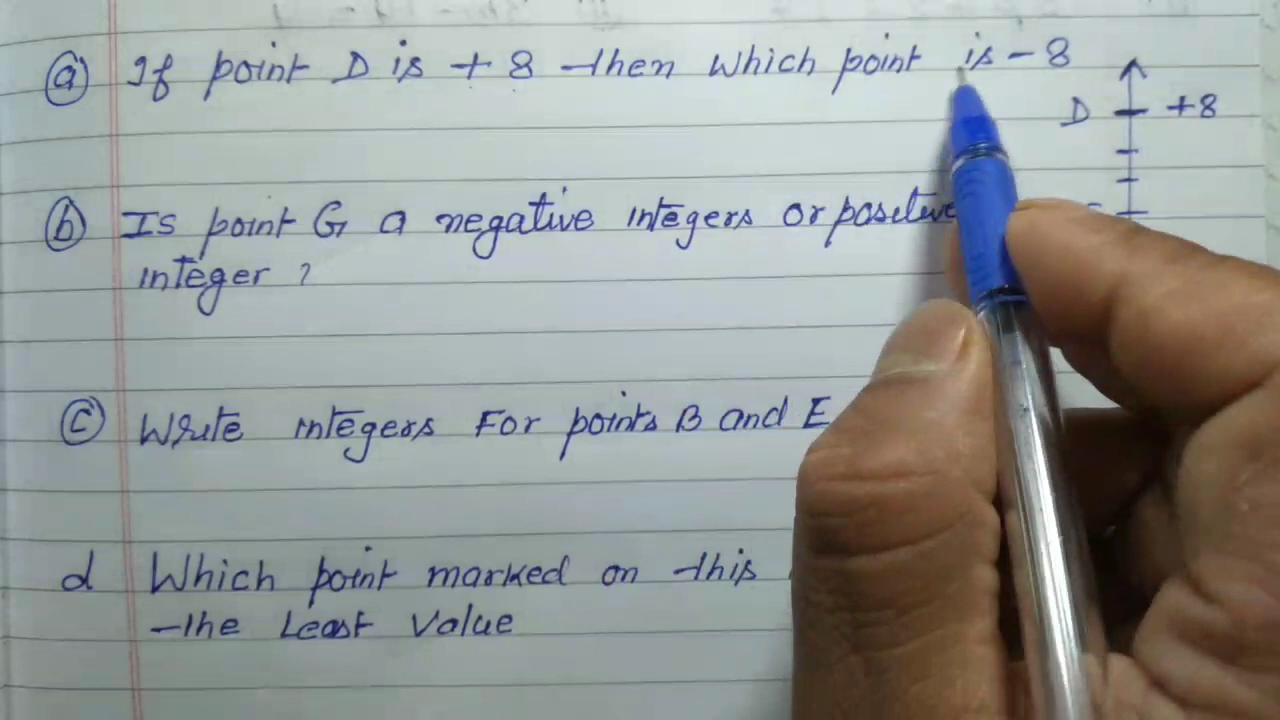 a If point D is +8 then which point is -8
D +8
b Is point G a negative integers or positive
integer ?
c Write integers For points B and E
d Which point marked on this
the Least Value